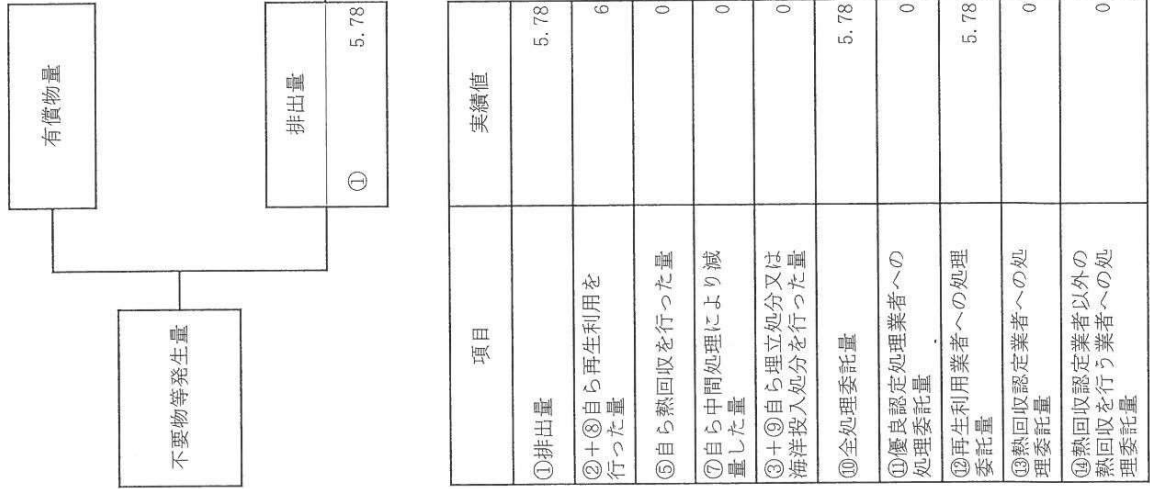 不要物等発生量
有償物量
排出量
① 5.78
項目 実績値
①排出量 5.78
②+⑧自ら再生利用を
行った量 6
⑤自ら熱回収を行った量 0
⑦自ら中間処理により減
量した量 0
③+⑨自ら埋立処分又は
海洋投入処分を行った量 0
⑩全処理委託量 5.78
⑪優良認定処理業者への
処理委託量 0
⑫再生利用業者への処理
委託量 5.78
⑬熱回収認定業者への処
理委託量 0
⑭熱回収認定業者以外の
熱回収を行う業者への処
理委託量 0